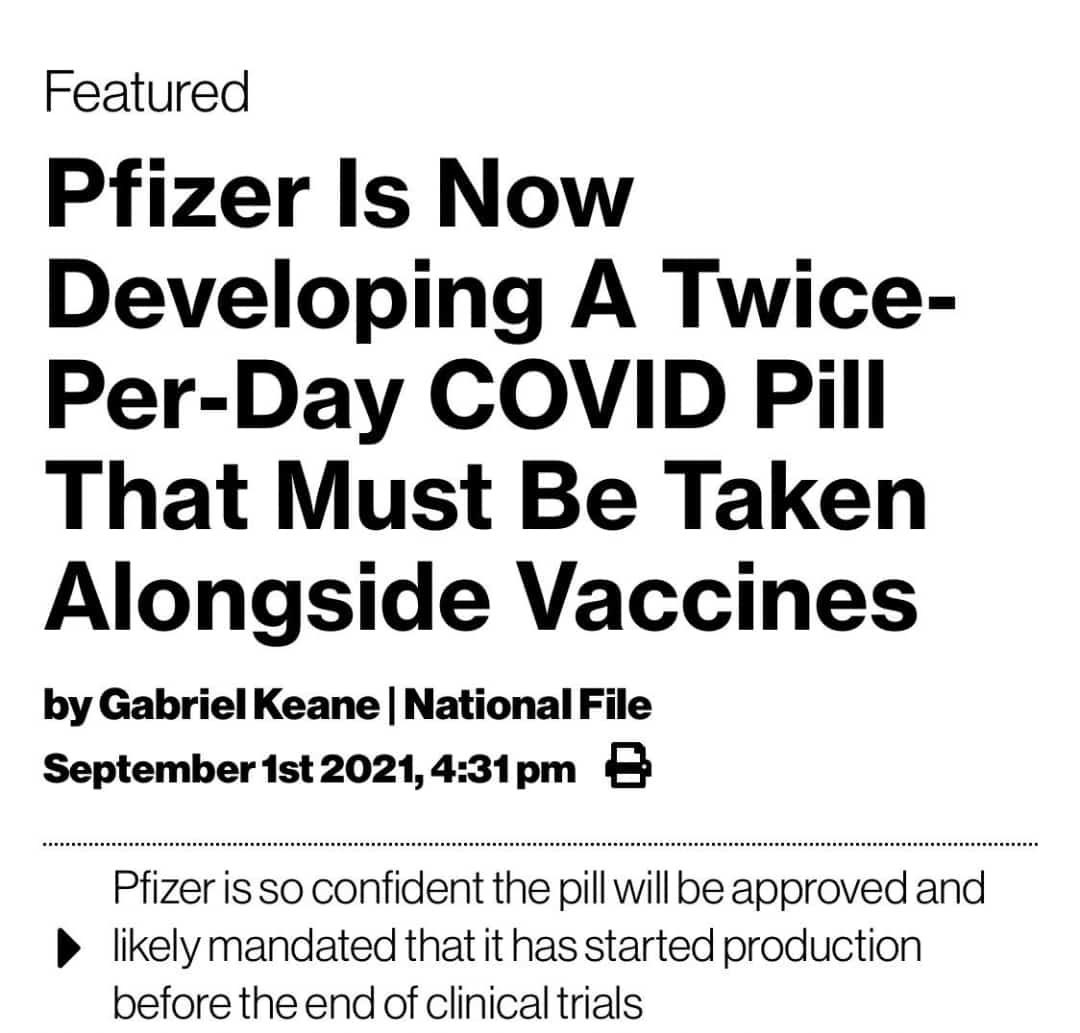 Featured
Pfizer Is Now
Developing A Twice-
Per-Day COVID Pill
That Must Be Taken
Alongside Vaccines
by Gabriel Keane | National File
September 1st 2021, 4:31 pm
Pfizer is so confident the pill will be approved and
likely mandated that it has started production
before the end of clinical trials